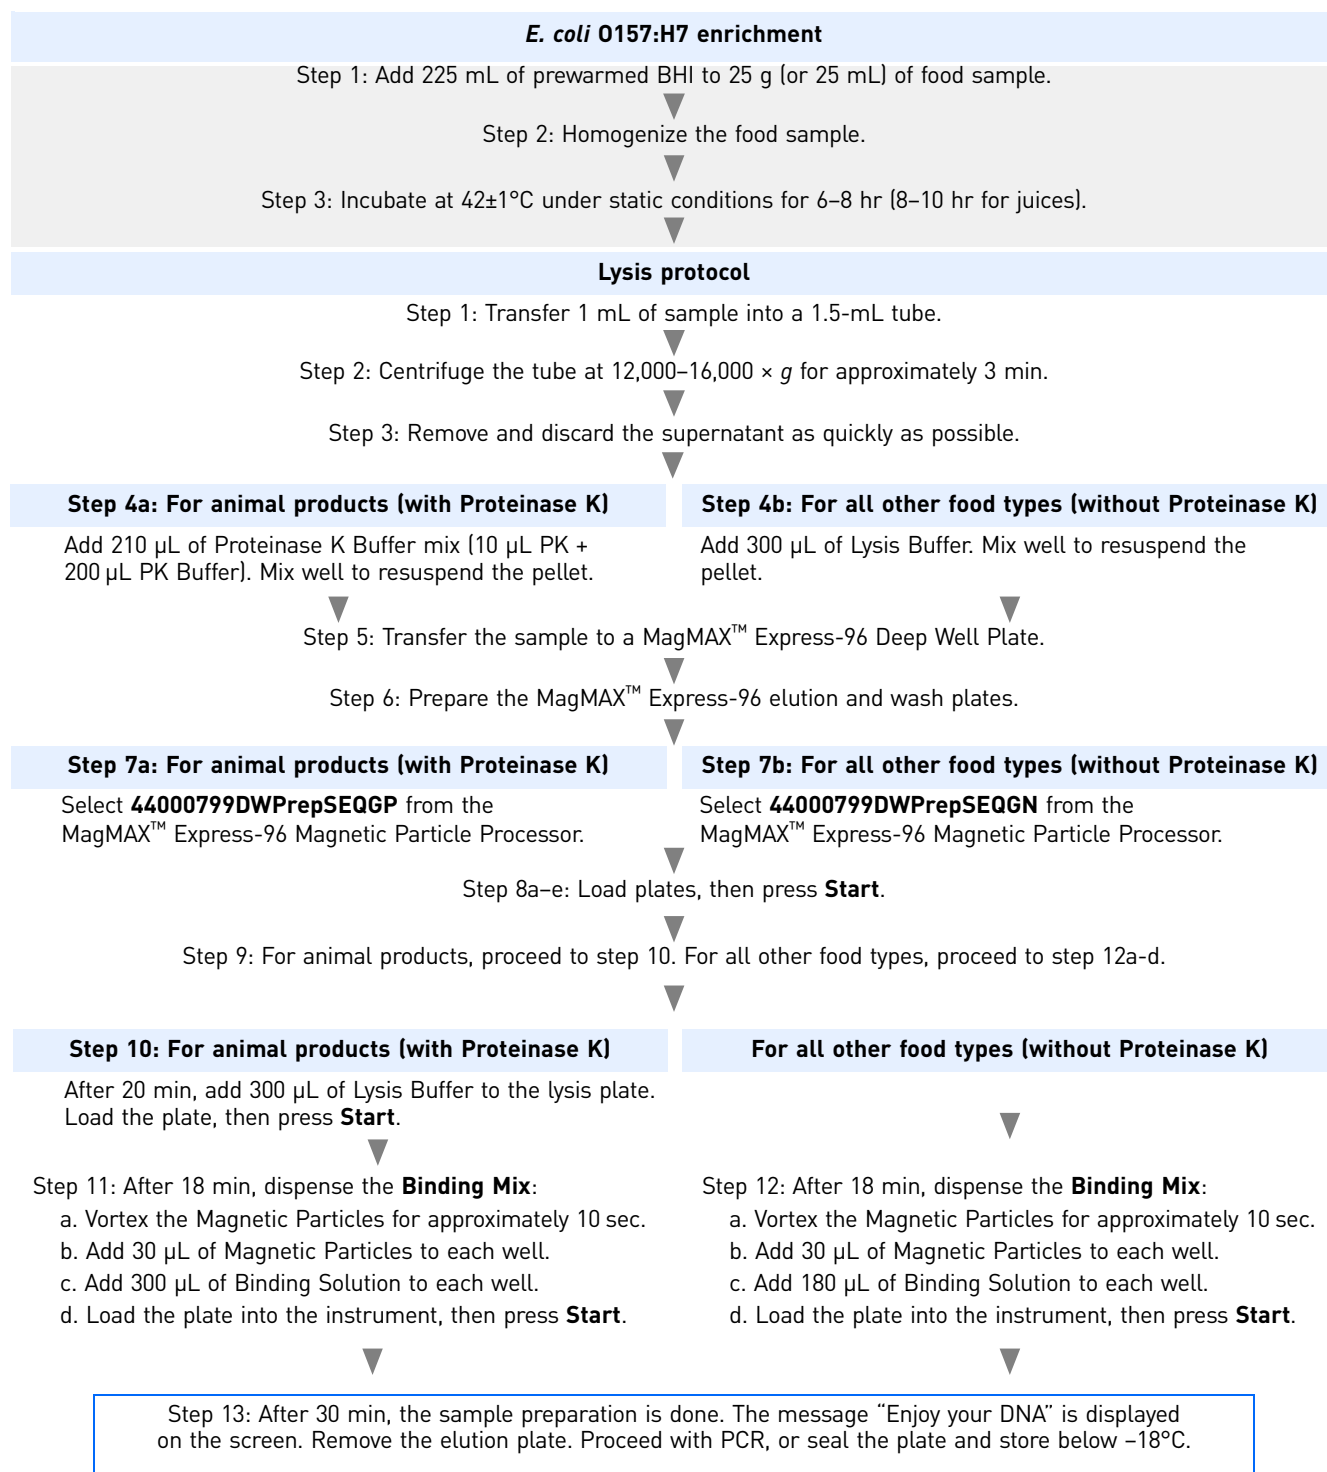 E. coli O157:H7 enrichment
Step 1: Add 225 mL of prewarmed BHI to 25 g (or 25 mL) of food sample.
Step 2: Homogenize the food sample.
Step 3: Incubate at 42±1°C under static conditions for 6–8 hr (8–10 hr for juices).
Lysis protocol
Step 1: Transfer 1 mL of sample into a 1.5-mL tube.
Step 2: Centrifuge the tube at 12,000–16,000 × g for approximately 3 min.
Step 3: Remove and discard the supernatant as quickly as possible.
Step 4a: For animal products (with Proteinase K)
Add 210 µL of Proteinase K Buffer mix (10 µL PK +
200 µL PK Buffer). Mix well to resuspend the pellet.
Step 4b: For all other food types (without Proteinase K)
Add 300 µL of Lysis Buffer. Mix well to resuspend the
pellet.
Step 5: Transfer the sample to a MagMAX™ Express-96 Deep Well Plate.
Step 6: Prepare the MagMAX™ Express-96 elution and wash plates.
Step 7a: For animal products (with Proteinase K)
Select 44000799DWPrepSEQGP from the
MagMAX™ Express-96 Magnetic Particle Processor.
Step 7b: For all other food types (without Proteinase K)
Select 44000799DWPrepSEQGN from the
MagMAX™ Express-96 Magnetic Particle Processor.
Step 8a–e: Load plates, then press Start.
Step 9: For animal products, proceed to step 10. For all other food types, proceed to step 12a-d.
Step 10: For animal products (with Proteinase K)
After 20 min, add 300 µL of Lysis Buffer to the lysis plate.
Load the plate, then press Start.
Step 11: After 18 min, dispense the Binding Mix:
a. Vortex the Magnetic Particles for approximately 10 sec.
b. Add 30 µL of Magnetic Particles to each well.
c. Add 300 µL of Binding Solution to each well.
d. Load the plate into the instrument, then press Start.
For all other food types (without Proteinase K)
Step 12: After 18 min, dispense the Binding Mix:
a. Vortex the Magnetic Particles for approximately 10 sec.
b. Add 30 µL of Magnetic Particles to each well.
c. Add 180 µL of Binding Solution to each well.
d. Load the plate into the instrument, then press Start.
Step 13: After 30 min, the sample preparation is done. The message “Enjoy your DNA” is displayed
on the screen. Remove the elution plate. Proceed with PCR, or seal the plate and store below –18°C.